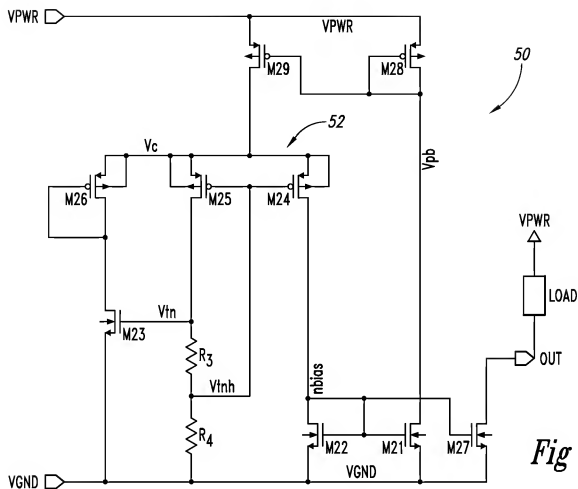 VPWR
VPWR
M29
M28
50
52
Vc
M26
M25
M24
Vpb
VPWR
LOAD
M23
Vtn
R3
Vtnh
nbias
OUT
R4
M22
M21
M27
VGND
VGND
Fig